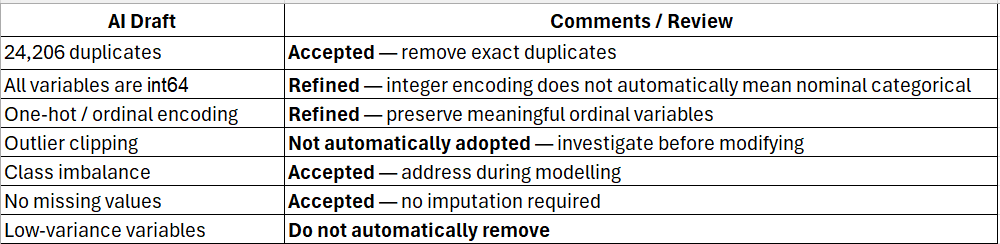 AI Draft Comments / Review
24,206 duplicates Accepted — remove exact duplicates
All variables are int64 Refined — integer encoding does not automatically mean nominal categorical
One-hot / ordinal encoding Refined — preserve meaningful ordinal variables
Outlier clipping Not automatically adopted — investigate before modifying
Class imbalance Accepted — address during modelling
No missing values Accepted — no imputation required
Low-variance variables Do not automatically remove